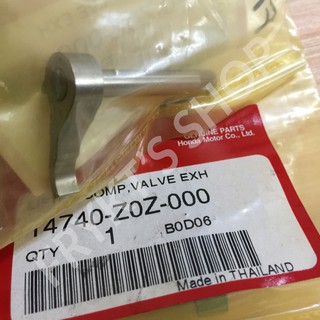 GENUINE PARTS
Honda Motor Co., Ltd.
COMP, VALVE EXH
14740-Z0Z-000
QTY 1 B0D06
Made in THAILAND